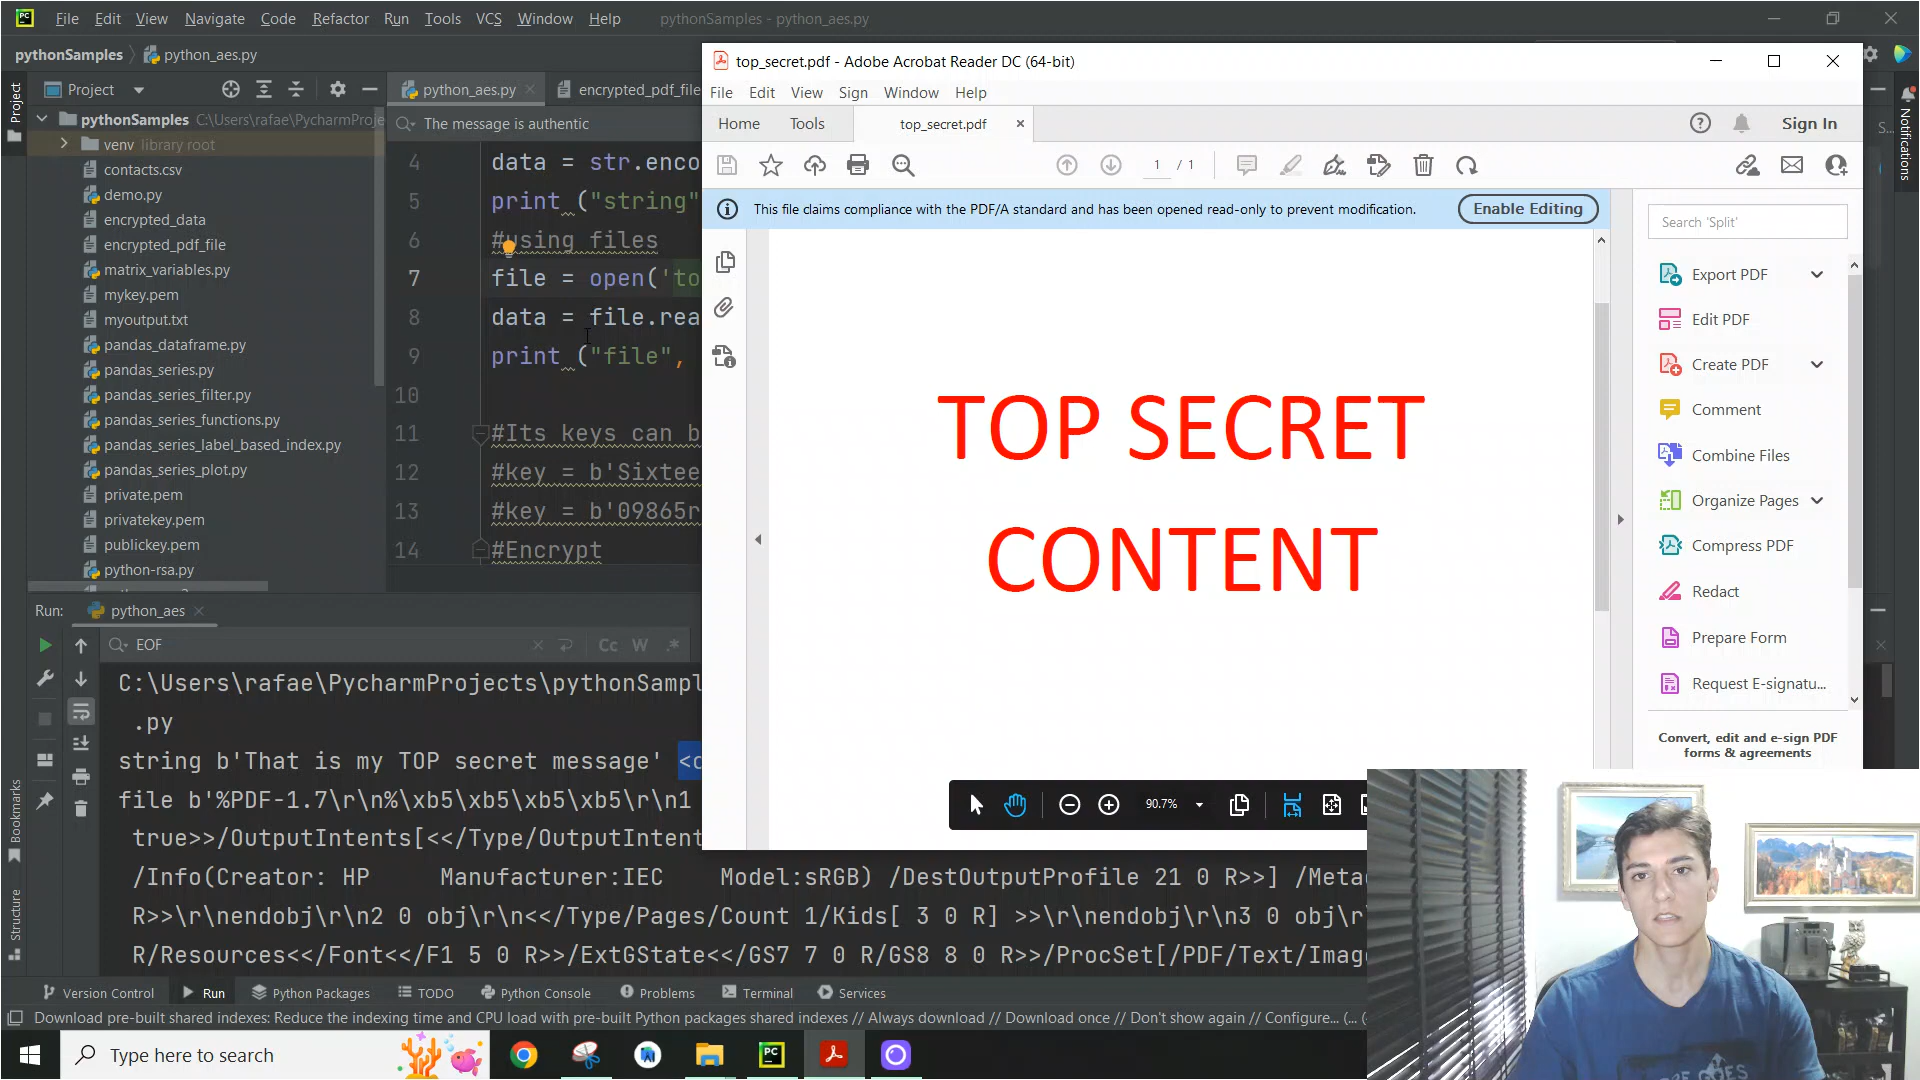 File Edit View Navigate Code Refactor Run Tools VCS Window Help pythonSamples - python_aes.py
pythonSamples python_aes.py
Project
python_aes.py encrypted_pdf_file
pythonSamples C:\Users\rafae\PycharmProje
The message is authentic
venv library root
contacts.csv
demo.py
encrypted_data
encrypted_pdf_file
matrix_variables.py
mykey.pem
myoutput.txt
pandas_dataframe.py
pandas_series.py
pandas_series_filter.py
pandas_series_functions.py
pandas_series_label_based_index.py
pandas_series_plot.py
private.pem
privatekey.pem
publickey.pem
python-rsa.py
4 data = str.enco
5 print ("string"
6 #using files
7 file = open('to
8 data = file.rea
9 print ("file",
10
11 #Its keys can b
12 #key = b'Sixtee
13 #key = b'09865r
14 #Encrypt
top_secret.pdf - Adobe Acrobat Reader DC (64-bit)
File Edit View Sign Window Help
Home Tools top_secret.pdf Sign In
1 / 1
This file claims compliance with the PDF/A standard and has been opened read-only to prevent modification. Enable Editing
TOP SECRET
CONTENT
90.7%
Search 'Split'
Export PDF
Edit PDF
Create PDF
Comment
Combine Files
Organize Pages
Compress PDF
Redact
Prepare Form
Request E-signatu...
Convert, edit and e-sign PDF
forms & agreements
Project
Bookmarks
Structure
Notifications
Run: python_aes
EOF Cc W .*
C:\Users\rafae\PycharmProjects\pythonSampl
.py
string b'That is my TOP secret message' <c
file b'%PDF-1.7\r\n%\xb5\xb5\xb5\xb5\r\n1
true>>/OutputIntents[<</Type/OutputIntent
/Info(Creator: HP Manufacturer:IEC Model:sRGB) /DestOutputProfile 21 0 R>>] /Meta
R>>\r\nendobj\r\n2 0 obj\r\n<</Type/Pages/Count 1/Kids[ 3 0 R] >>\r\nendobj\r\n3 0 obj\r
R/Resources<</Font<</F1 5 0 R>>/ExtGState<</GS7 7 0 R/GS8 8 0 R>>/ProcSet[/PDF/Text/Imag
Version Control Run Python Packages TODO Python Console Problems Terminal Services
Download pre-built shared indexes: Reduce the indexing time and CPU load with pre-built Python packages shared indexes // Always download // Download once // Don't show again // Configure... (...
Type here to search